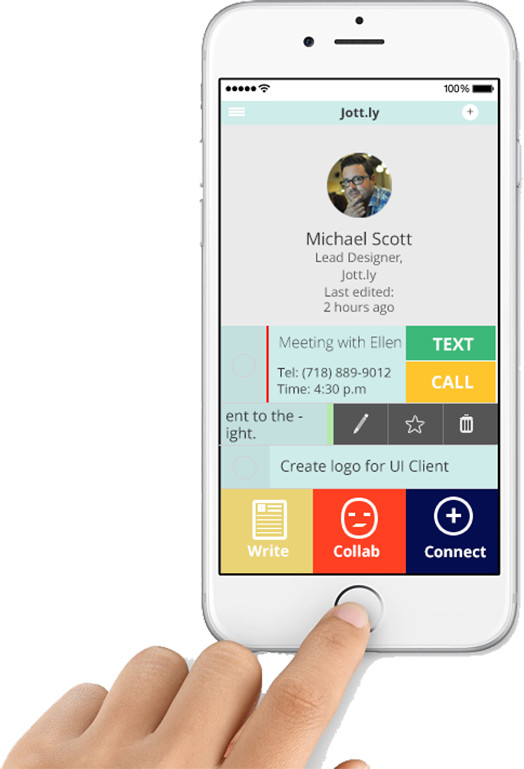 100%
Jott.ly
Michael Scott
Lead Designer,
Jott.ly
Last edited:
2 hours ago
Meeting with Ellen
TEXT
Tel: (718) 889-9012
Time: 4:30 p.m
CALL
ent to the -
ight.
Create logo for UI Client
Write
Collab
Connect